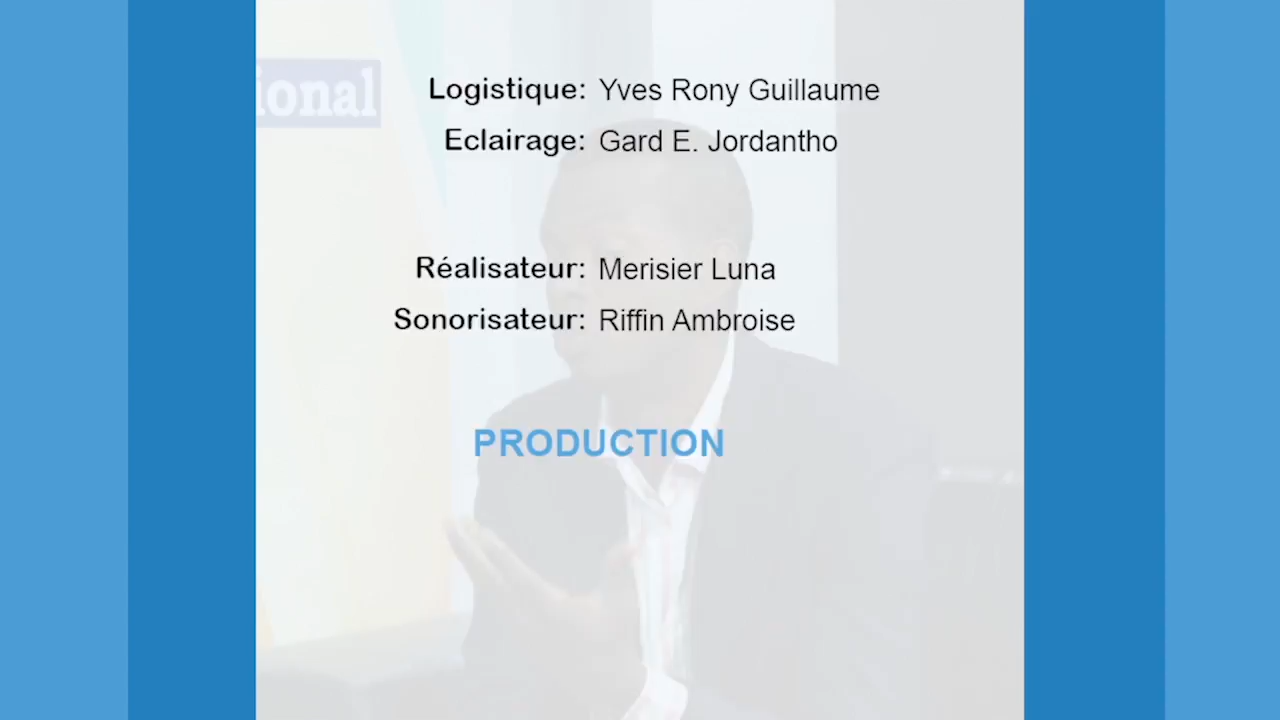 ional
Logistique: Yves Rony Guillaume
Eclairage: Gard E. Jordantho
Réalisateur: Merisier Luna
Sonorisateur: Riffin Ambroise
PRODUCTION